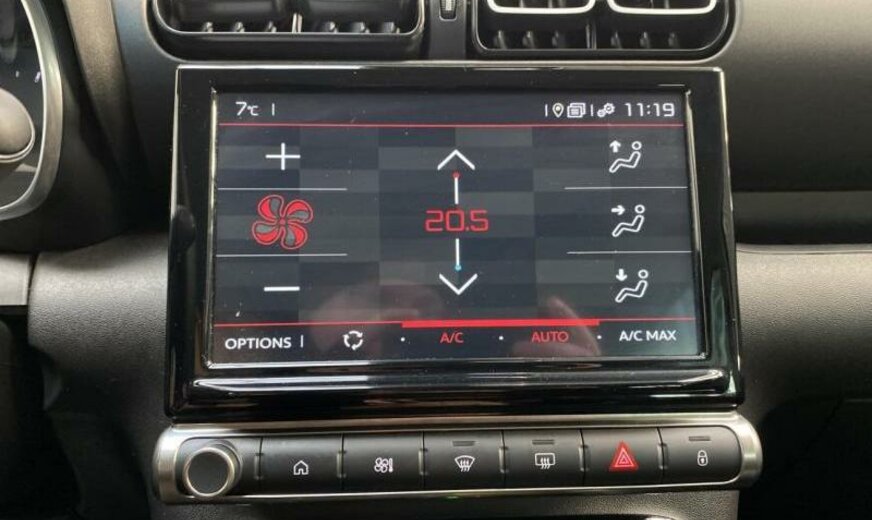 7°C 11:19
20.5
OPTIONS A/C AUTO A/C MAX